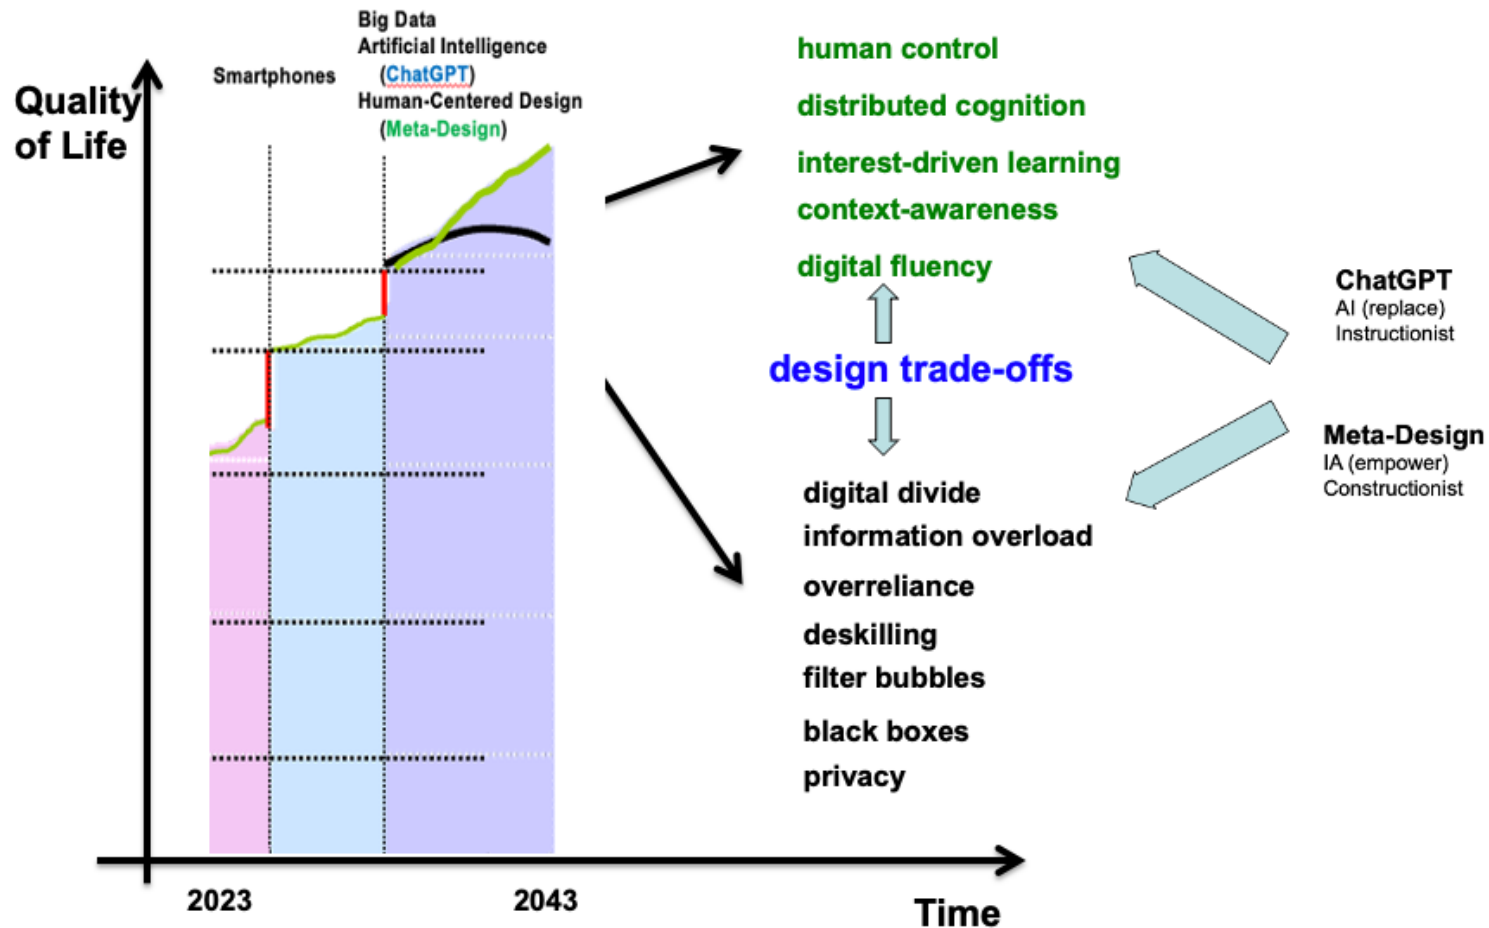 Big Data
Artificial Intelligence
(ChatGPT)
Human-Centered Design
(Meta-Design)
Smartphones
Quality
of Life
human control
distributed cognition
interest-driven learning
context-awareness
digital fluency
design trade-offs
digital divide
information overload
overreliance
deskilling
filter bubbles
black boxes
privacy
ChatGPT
AI (replace)
Instructionist
Meta-Design
IA (empower)
Constructionist
2023
2043
Time